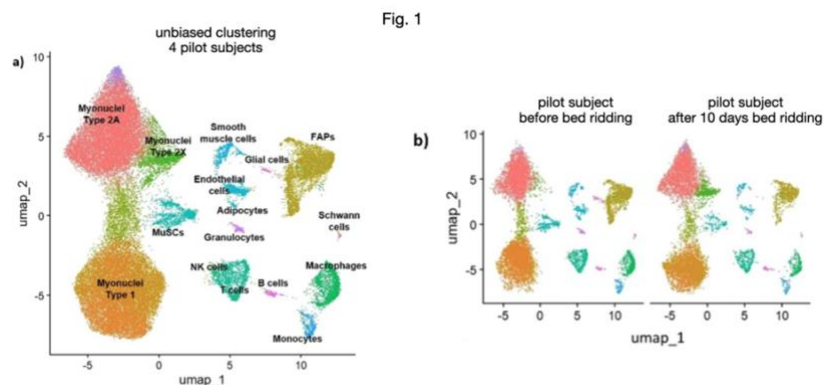 Fig. 1
unbiased clustering
4 pilot subjects
a)
10
5
0
-5
umap_2
Myonuclei
Type 2A
Myonuclei
Type 2X
Smooth
muscle cells
Glial cells
FAPs
Endothelial
cells
Adipocytes
MuSCs
Granulocytes
Schwann
cells
NK cells
T cells
B cells
Macrophages
Myonuclei
Type 1
Monocytes
-5 0 5 10
umap_1
b)
pilot subject
before bed ridding
pilot subject
after 10 days bed ridding
10
5
0
-5
umap_2
-5 0 5 10 -5 0 5 10
umap_1